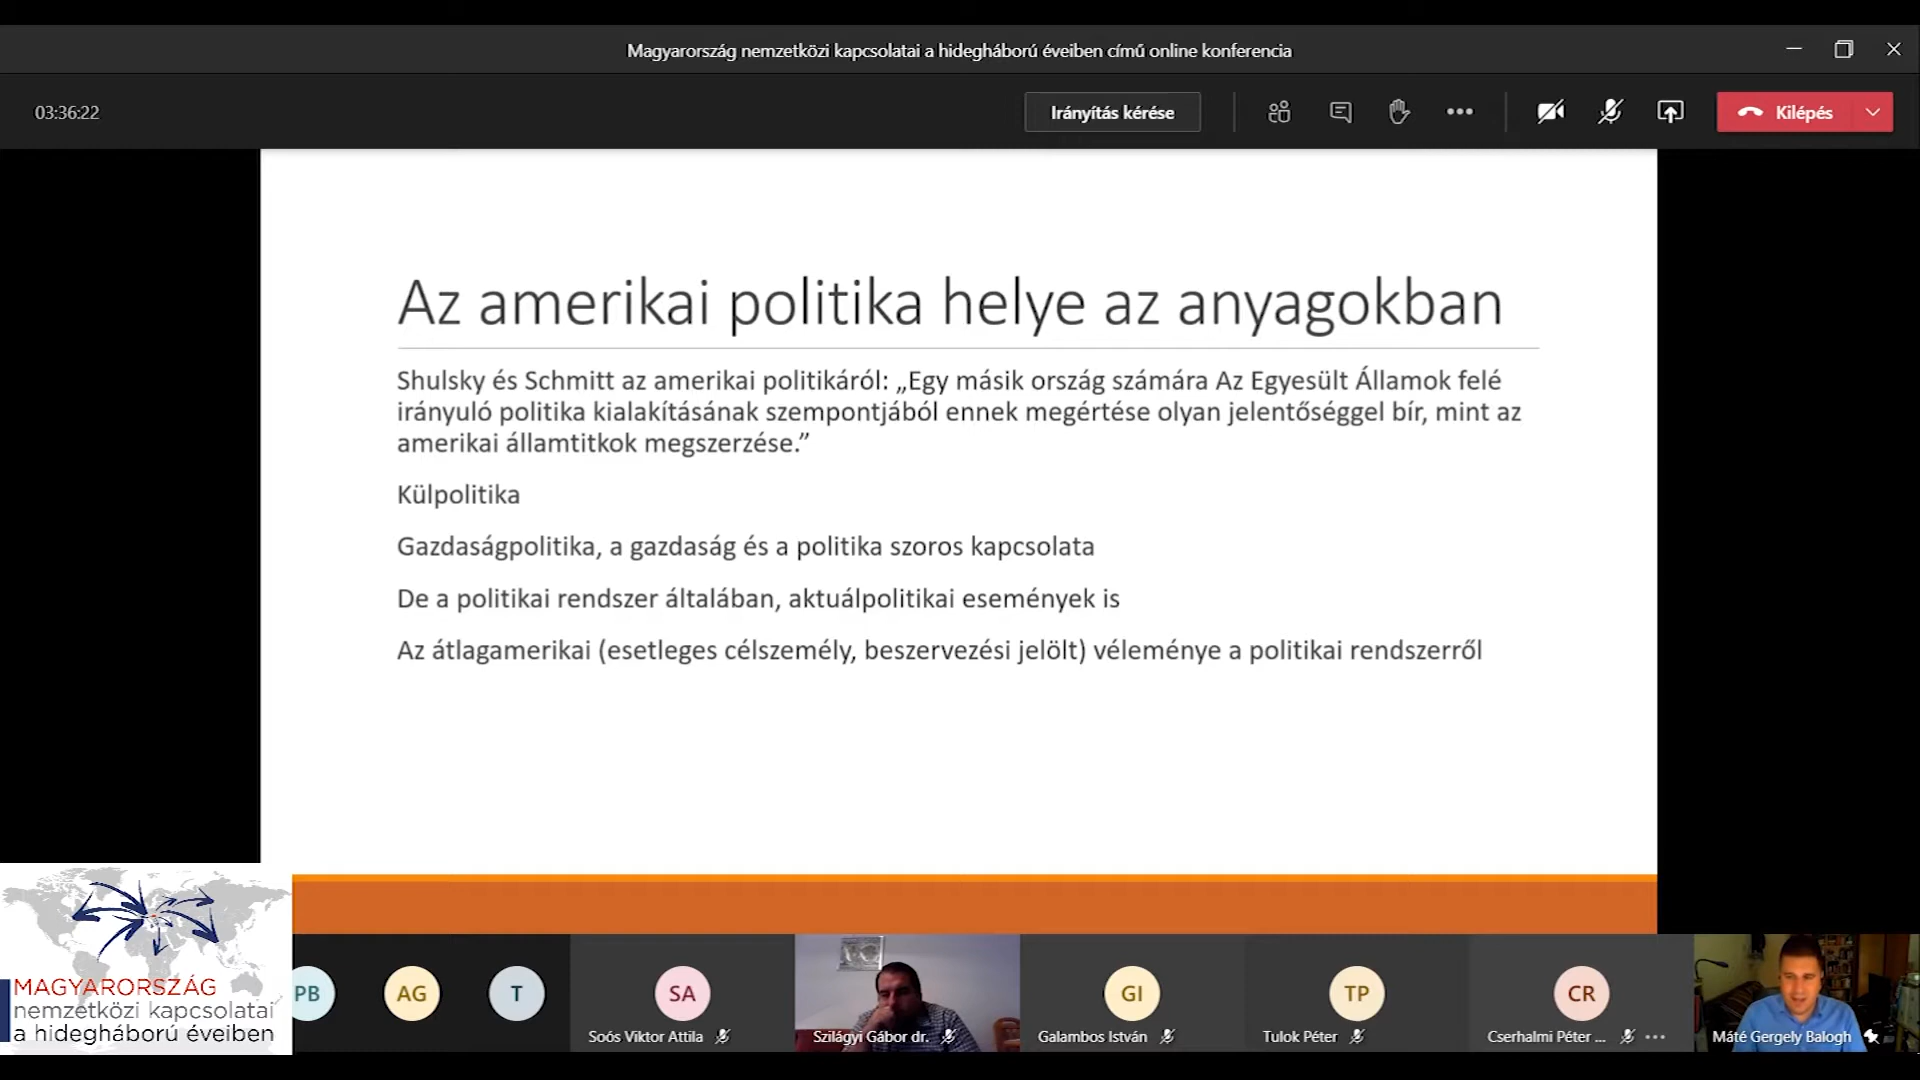 Magyarország nemzetközi kapcsolatai a hidegháború éveiben című online konferencia
03:36:22
Irányítás kérése
Kilépés
Az amerikai politika helye az anyagokban
Shulsky és Schmitt az amerikai politikáról: „Egy másik ország számára Az Egyesült Államok felé
irányuló politika kialakításának szempontjából ennek megértése olyan jelentőséggel bír, mint az
amerikai államtitkok megszerzése.”
Külpolitika
Gazdaságpolitika, a gazdaság és a politika szoros kapcsolata
De a politikai rendszer általában, aktuálpolitikai események is
Az átlagamerikai (esetleges célszemély, beszervezési jelölt) véleménye a politikai rendszerről
MAGYARORSZÁG
nemzetközi kapcsolatai
a hidegháború éveiben
PB
AG
T
SA
Soós Viktor Attila
Szilágyi Gábor dr.
GI
Galambos István
TP
Tulok Péter
CR
Cserhalmi Péter ...
Máté Gergely Balogh